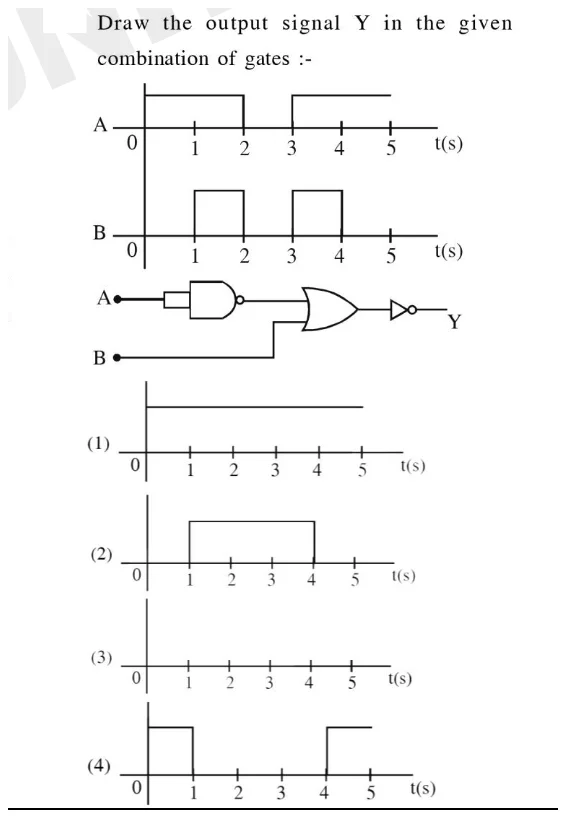 Draw the output signal Y in the given
combination of gates :-
A
0 1 2 3 4 5 t(s)
B
0 1 2 3 4 5 t(s)
A
Y
B
(1)
0 1 2 3 4 5 t(s)
(2)
0 1 2 3 4 5 t(s)
(3)
0 1 2 3 4 5 t(s)
(4)
0 1 2 3 4 5 t(s)